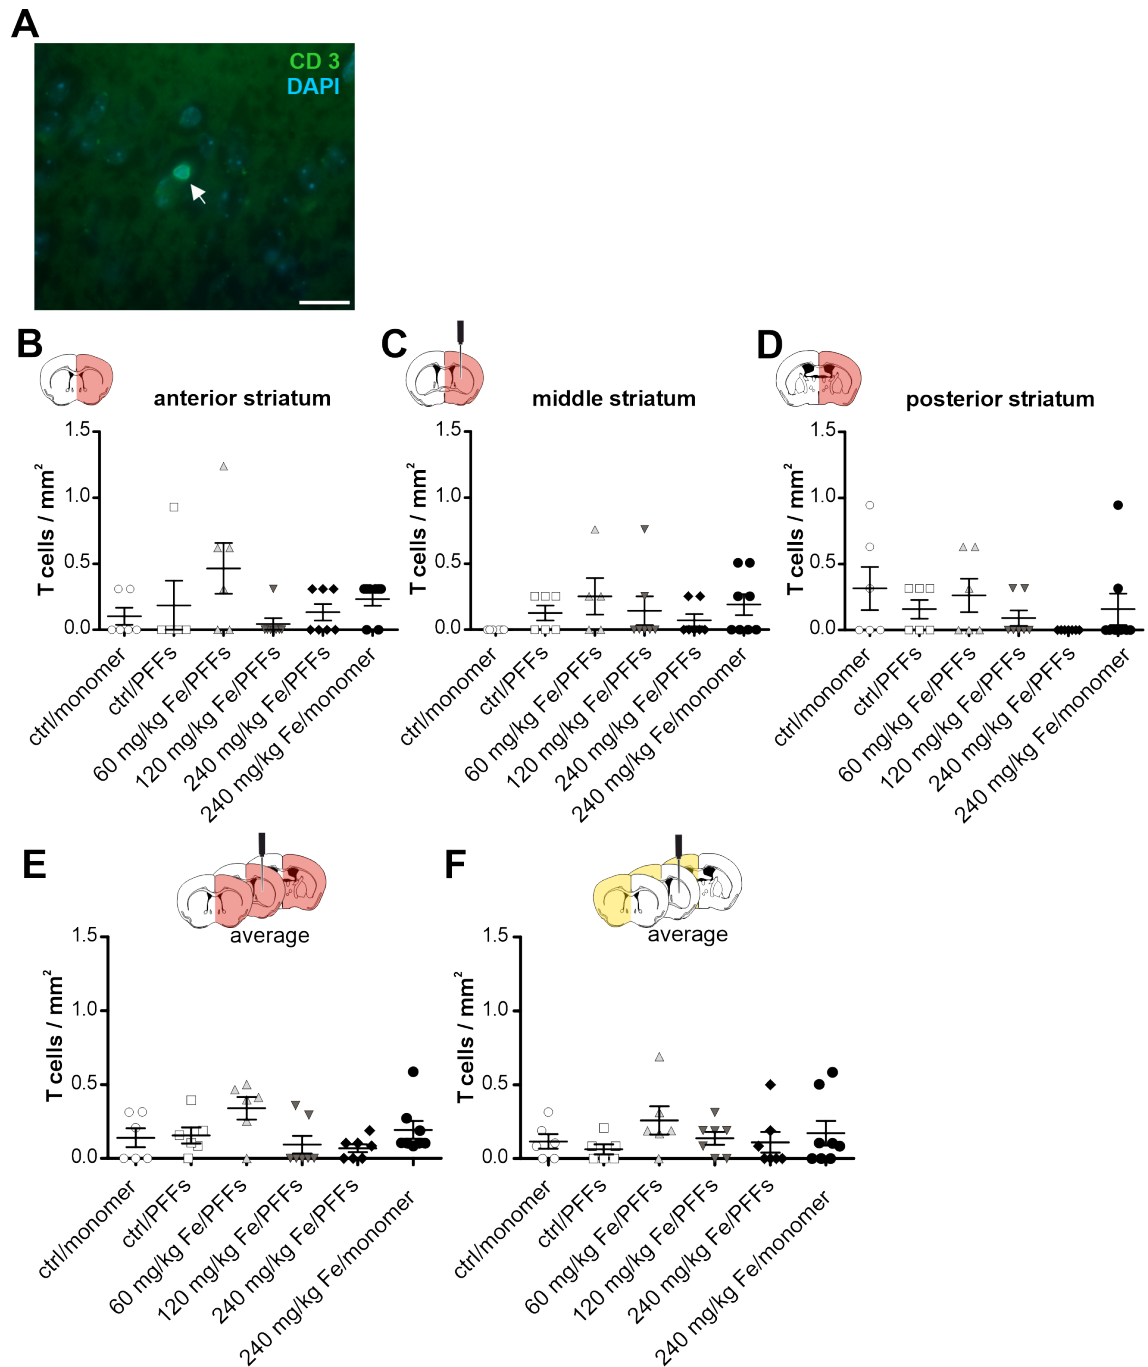 A
CD 3
DAPI
B
anterior striatum
T cells / mm²
1.5
1.0
0.5
0.0
ctrl/monomer
ctrl/PFFs
60 mg/kg Fe/PFFs
120 mg/kg Fe/PFFs
240 mg/kg Fe/PFFs
240 mg/kg Fe/monomer
C
middle striatum
T cells / mm²
1.5
1.0
0.5
0.0
ctrl/monomer
ctrl/PFFs
60 mg/kg Fe/PFFs
120 mg/kg Fe/PFFs
240 mg/kg Fe/PFFs
240 mg/kg Fe/monomer
D
posterior striatum
T cells / mm²
1.5
1.0
0.5
0.0
ctrl/monomer
ctrl/PFFs
60 mg/kg Fe/PFFs
120 mg/kg Fe/PFFs
240 mg/kg Fe/PFFs
240 mg/kg Fe/monomer
E
average
T cells / mm²
1.5
1.0
0.5
0.0
ctrl/monomer
ctrl/PFFs
60 mg/kg Fe/PFFs
120 mg/kg Fe/PFFs
240 mg/kg Fe/PFFs
240 mg/kg Fe/monomer
F
average
T cells / mm²
1.5
1.0
0.5
0.0
ctrl/monomer
ctrl/PFFs
60 mg/kg Fe/PFFs
120 mg/kg Fe/PFFs
240 mg/kg Fe/PFFs
240 mg/kg Fe/monomer